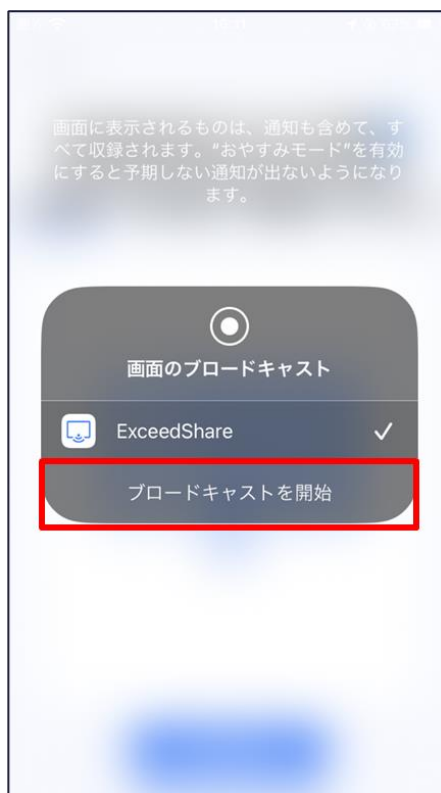 画面に表示されるものは、通知も含めて、す
べて収録されます。“おやすみモード”を有効
にすると予期しない通知が出ないようになり
ます。
画面のブロードキャスト
ExceedShare
ブロードキャストを開始